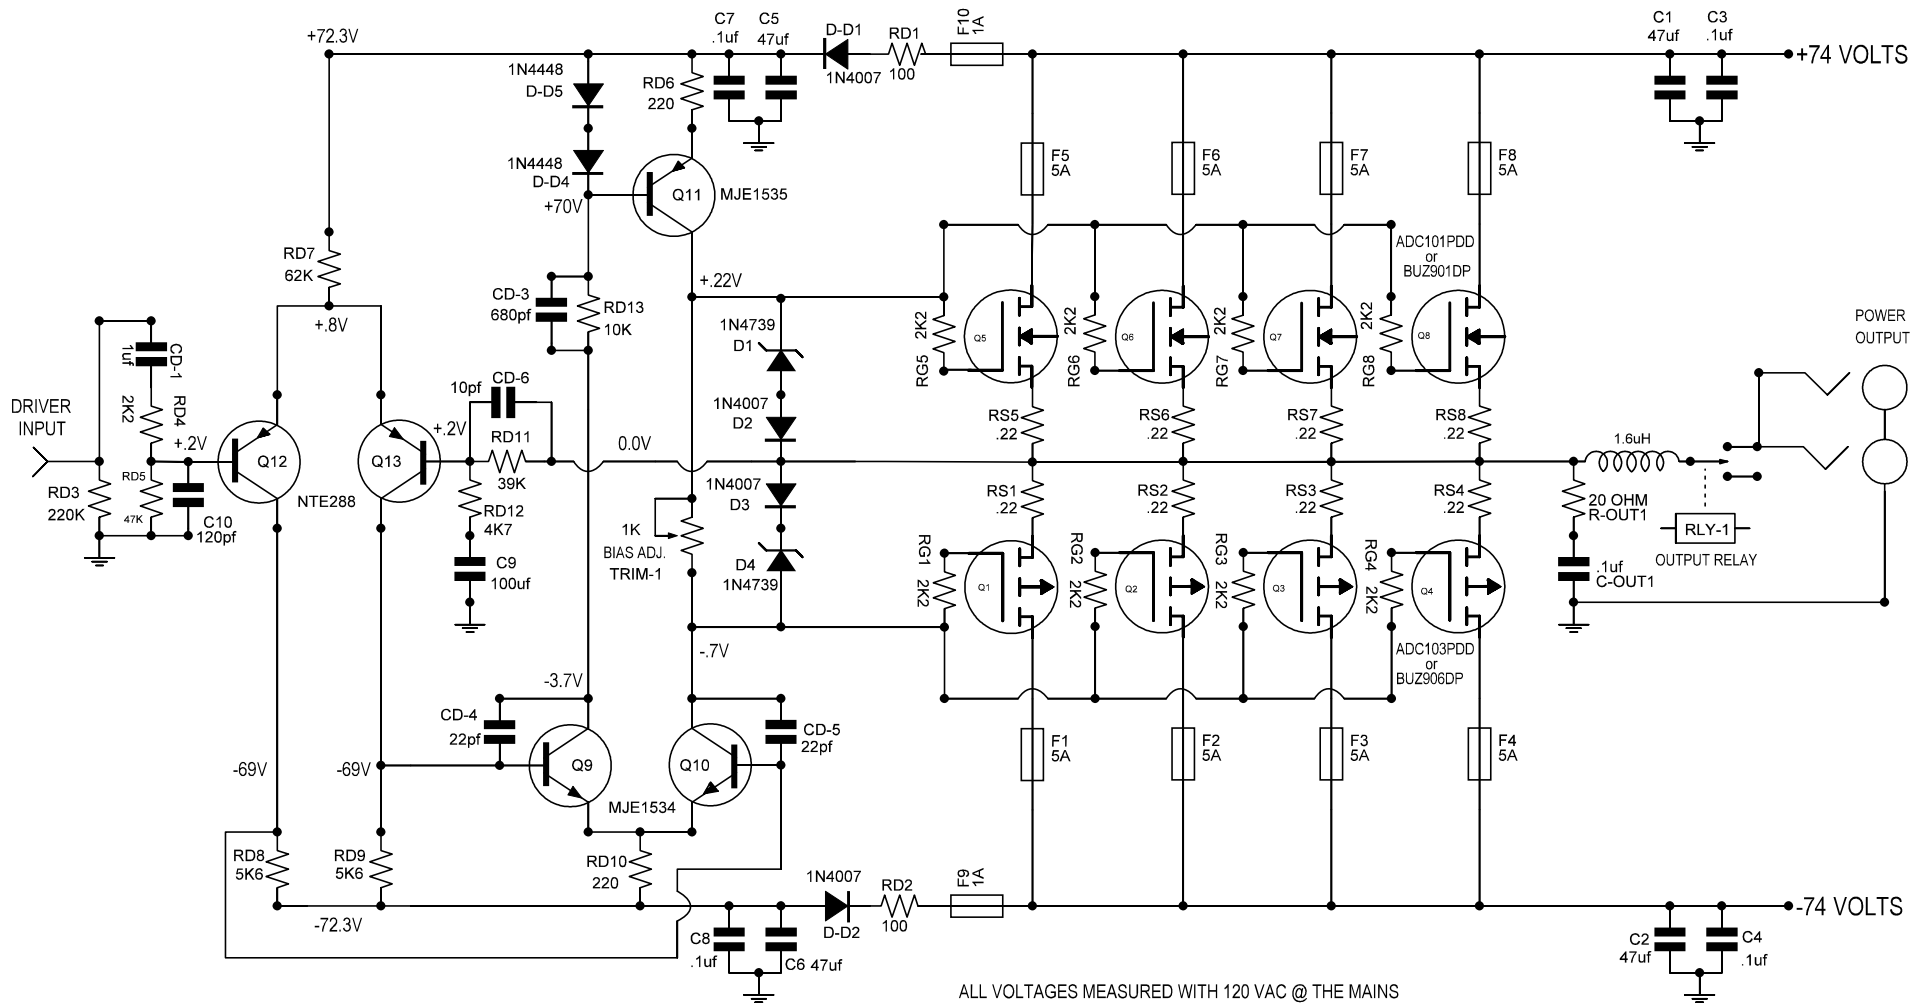 +72.3V
C7
.1uf
C5
47uf
D-D1
1N4007
RD1
100
F10
1A
C1
47uf
C3
.1uf
+74 VOLTS
1N4448
D-D5
RD6
220
1N4448
D-D4
+70V
Q11
MJE1535
F5
5A
F6
5A
F7
5A
F8
5A
RD7
62K
+.8V
CD-3
680pf
RD13
10K
+.22V
ADC101PDD
or
BUZ901DP
1N4739
D1
2K2
RG5
Q5
2K2
RG6
Q6
2K2
RG7
Q7
2K2
RG8
Q8
POWER
OUTPUT
DRIVER
INPUT
CD-1
1uf
RD4
2K2
+.2V
Q12
Q13
+.2V
10pf
CD-6
RD11
39K
0.0V
1N4007
D2
RS5
.22
RS6
.22
RS7
.22
RS8
.22
1.6uH
RD3
220K
RD5
47K
C10
120pf
NTE288
RD12
4K7
C9
100uf
1K
BIAS ADJ.
TRIM-1
1N4007
D3
D4
1N4739
RS1
.22
RS2
.22
RS3
.22
RS4
.22
20 OHM
R-OUT1
RLY-1
OUTPUT RELAY
.1uf
C-OUT1
RG1
2K2
Q1
RG2
2K2
Q2
RG3
2K2
Q3
RG4
2K2
Q4
ADC103PDD
or
BUZ906DP
-.7V
-3.7V
CD-4
22pf
Q9
Q10
CD-5
22pf
MJE1534
F1
5A
F2
5A
F3
5A
F4
5A
-69V
-69V
RD8
5K6
RD9
5K6
RD10
220
1N4007
D-D2
RD2
100
F9
1A
-74 VOLTS
-72.3V
C8
.1uf
C6
47uf
C2
47uf
C4
.1uf
ALL VOLTAGES MEASURED WITH 120 VAC @ THE MAINS